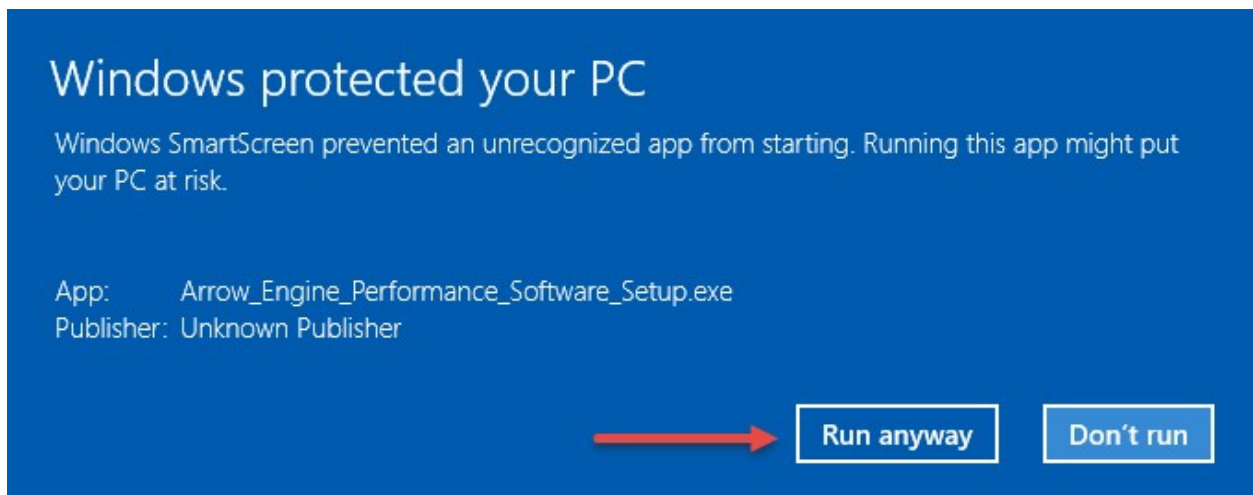 Windows protected your PC
Windows SmartScreen prevented an unrecognized app from starting. Running this app might put
your PC at risk.
App: Arrow_Engine_Performance_Software_Setup.exe
Publisher: Unknown Publisher
Run anyway Don't run